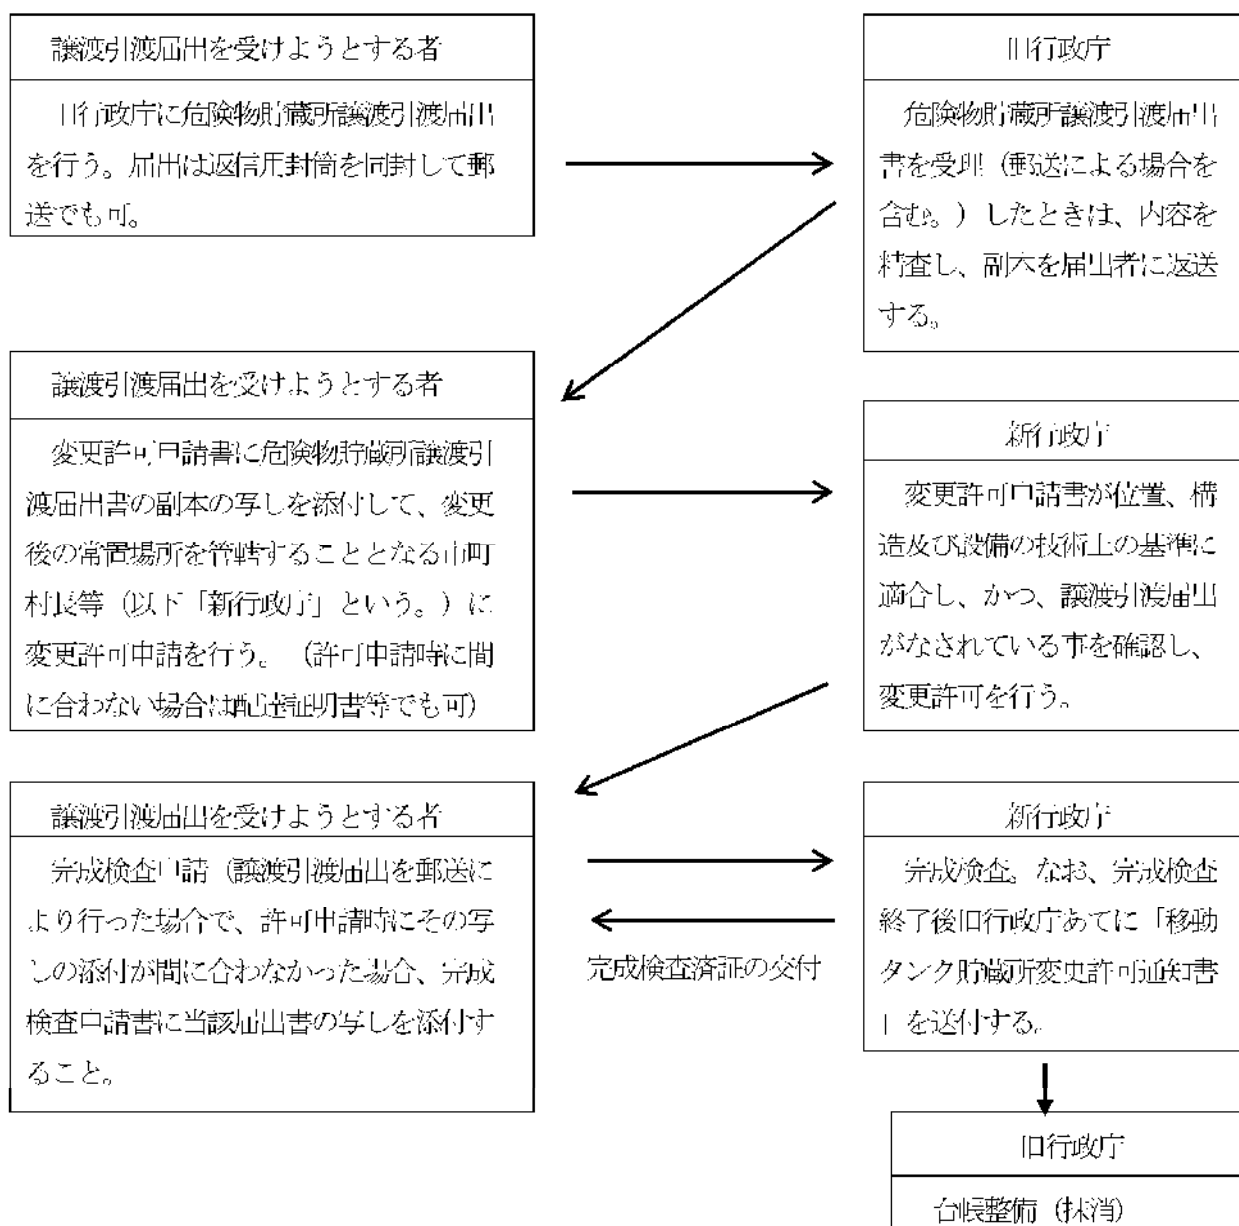 譲渡引渡届出を受けようとする者
旧行政庁に危険物貯蔵所譲渡引渡届出
を行う。届出は返信用封筒を同封して郵
送でも可。
旧行政庁
危険物貯蔵所譲渡引渡届出
書を受理（郵送による場合を
含む。）したときは、内容を
精査し、副本を届出者に返送
する。
譲渡引渡届出を受けようとする者
変更許可申請書に危険物貯蔵所譲渡引
渡届出書の副本の写しを添付して、変更
後の常置場所を管轄することとなる市町
村長等（以下「新行政庁」という。）に
変更許可申請を行う。（許可申請時に間
に合わない場合は配達証明書等でも可）
新行政庁
変更許可申請書が位置、構
造及び設備の技術上の基準に
適合し、かつ、譲渡引渡届出
がなされている事を確認し、
変更許可を行う。
譲渡引渡届出を受けようとする者
完成検査申請（譲渡引渡届出を郵送に
より行った場合で、許可申請時にその写
しの添付が間に合わなかった場合、完成
検査申請書に当該届出書の写しを添付す
ること。
完成検査済証の交付
新行政庁
完成検査。なお、完成検査
終了後旧行政庁あてに「移動
タンク貯蔵所変更許可通知書
」を送付する。
旧行政庁
台帳整備（抹消）